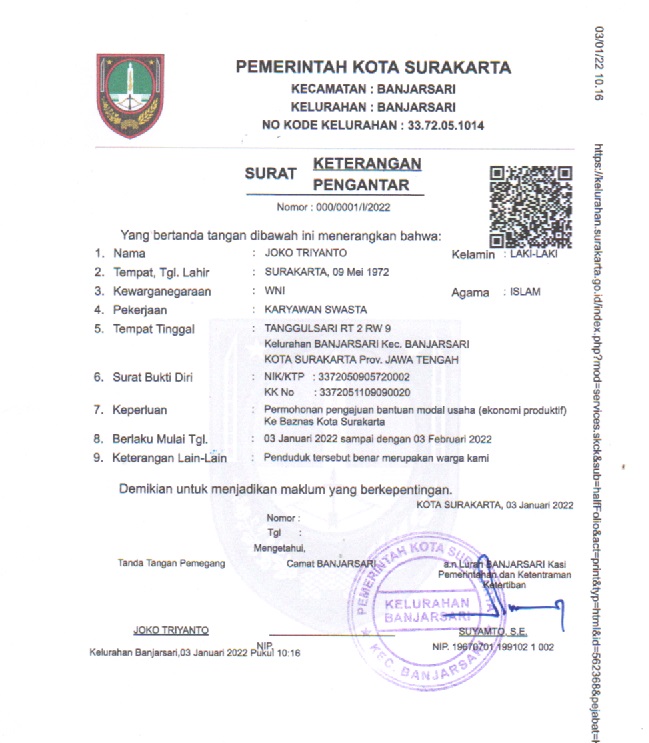 PEMERINTAH KOTA SURAKARTA
KECAMATAN : BANJARSARI
KELURAHAN : BANJARSARI
NO KODE KELURAHAN : 33.72.05.1014
SURAT KETERANGAN
PENGANTAR
Nomor : 000/0001/I/2022
Yang bertanda tangan dibawah ini menerangkan bahwa:
1. Nama : JOKO TRIYANTO Kelamin : LAKI-LAKI
2. Tempat, Tgl. Lahir : SURAKARTA, 09 Mei 1972
3. Kewarganegaraan : WNI Agama : ISLAM
4. Pekerjaan : KARYAWAN SWASTA
5. Tempat Tinggal : TANGGULSARI RT 2 RW 9
Kelurahan BANJARSARI Kec. BANJARSARI
KOTA SURAKARTA Prov. JAWA TENGAH
6. Surat Bukti Diri : NIK/KTP : 3372050905720002
KK No : 3372051109090020
7. Keperluan : Permohonan pengajuan bantuan modal usaha (ekonomi produktif)
Ke Baznas Kota Surakarta
8. Berlaku Mulai Tgl. : 03 Januari 2022 sampai dengan 03 Februari 2022
9. Keterangan Lain-Lain : Penduduk tersebut benar merupakan warga kami
Demikian untuk menjadikan maklum yang berkepentingan.
KOTA SURAKARTA, 03 Januari 2022
Nomor :
Tgl :
Mengetahui,
Tanda Tangan Pemegang Camat BANJARSARI a.n Lurah BANJARSARI Kasi
Pemerintahan dan Ketentraman
Ketertiban
PEMERINTAH KOTA SURAKARTA
KELURAHAN
BANJARSARI
KEC. BANJARSARI
JOKO TRIYANTO SUYAMTO, S.E.
NIP. NIP. 19670701 199102 1 002
Kelurahan Banjarsari,03 Januari 2022 Pukul 10:16
03/01/22 10.16
https://kelurahan.surakarta.go.id/index.php?mod=services.skck&sub=halfFolio&act=print&typ=html&id=562368&pejabat=